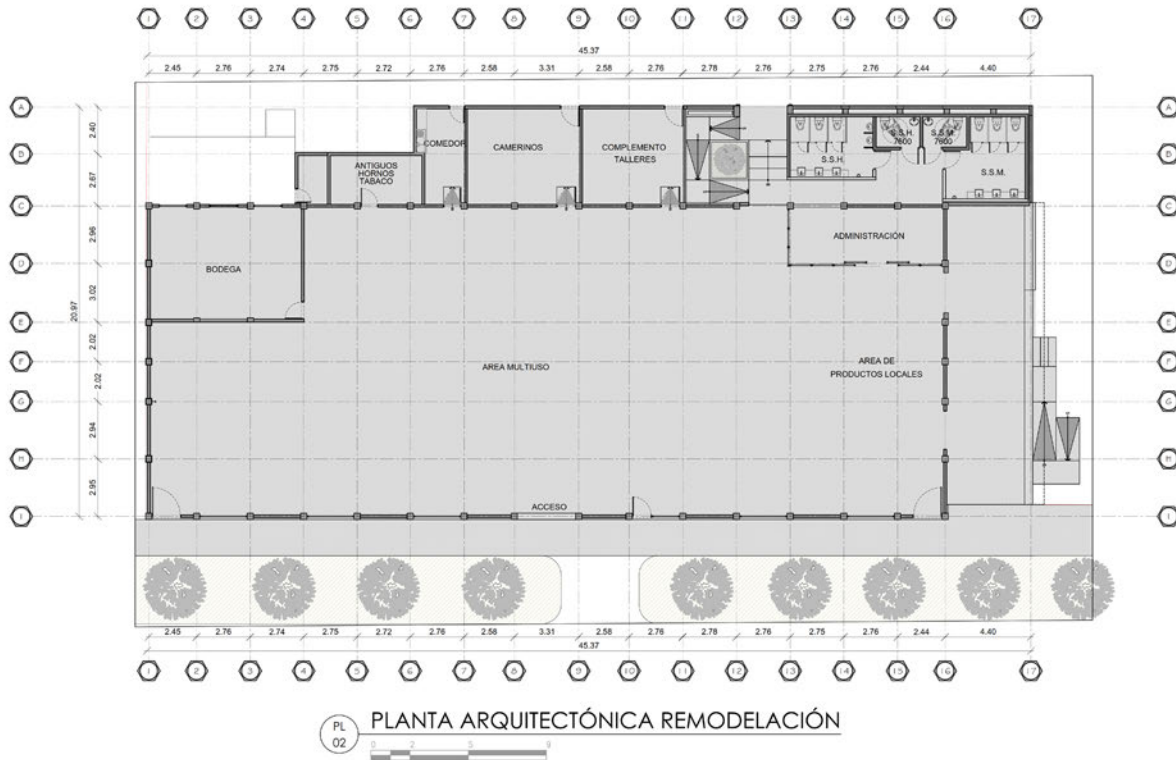 1 2 3 4 5 6 7 8 9 10 11 12 13 14 15 16 17
45.37
2.45 2.76 2.74 2.75 2.72 2.76 2.58 3.31 2.58 2.76 2.78 2.76 2.75 2.76 2.44 4.40
A A
2.40
COMEDOR
CAMERINOS
COMPLEMENTO
TALLERES
S.S.H.
7600
S.S.M.
7600
S.S.H.
S.S.M.
ANTIGUOS
HORNOS
TABACO
2.67
C C
2.96
ADMINISTRACIÓN
BODEGA
D D
3.02
20.97
E E
2.02
F F
AREA MULTIUSO
AREA DE
PRODUCTOS LOCALES
2.02
G G
2.94
H H
2.95
ACCESO
I I
2.45 2.76 2.74 2.75 2.72 2.76 2.58 3.31 2.58 2.76 2.78 2.76 2.75 2.76 2.44 4.40
45.37
1 2 3 4 5 6 7 8 9 10 11 12 13 14 15 16 17
PL
02
PLANTA ARQUITECTÓNICA REMODELACIÓN
0 2 5 9